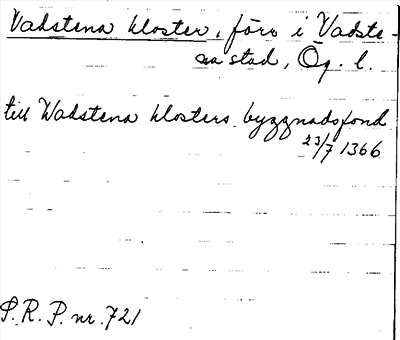 Vadstena kloster, förs i Vadste-
na stad, Ög. l.
till Wadstena klosters byggnadsfond
23/7 1366
S.R.P. nr. 721